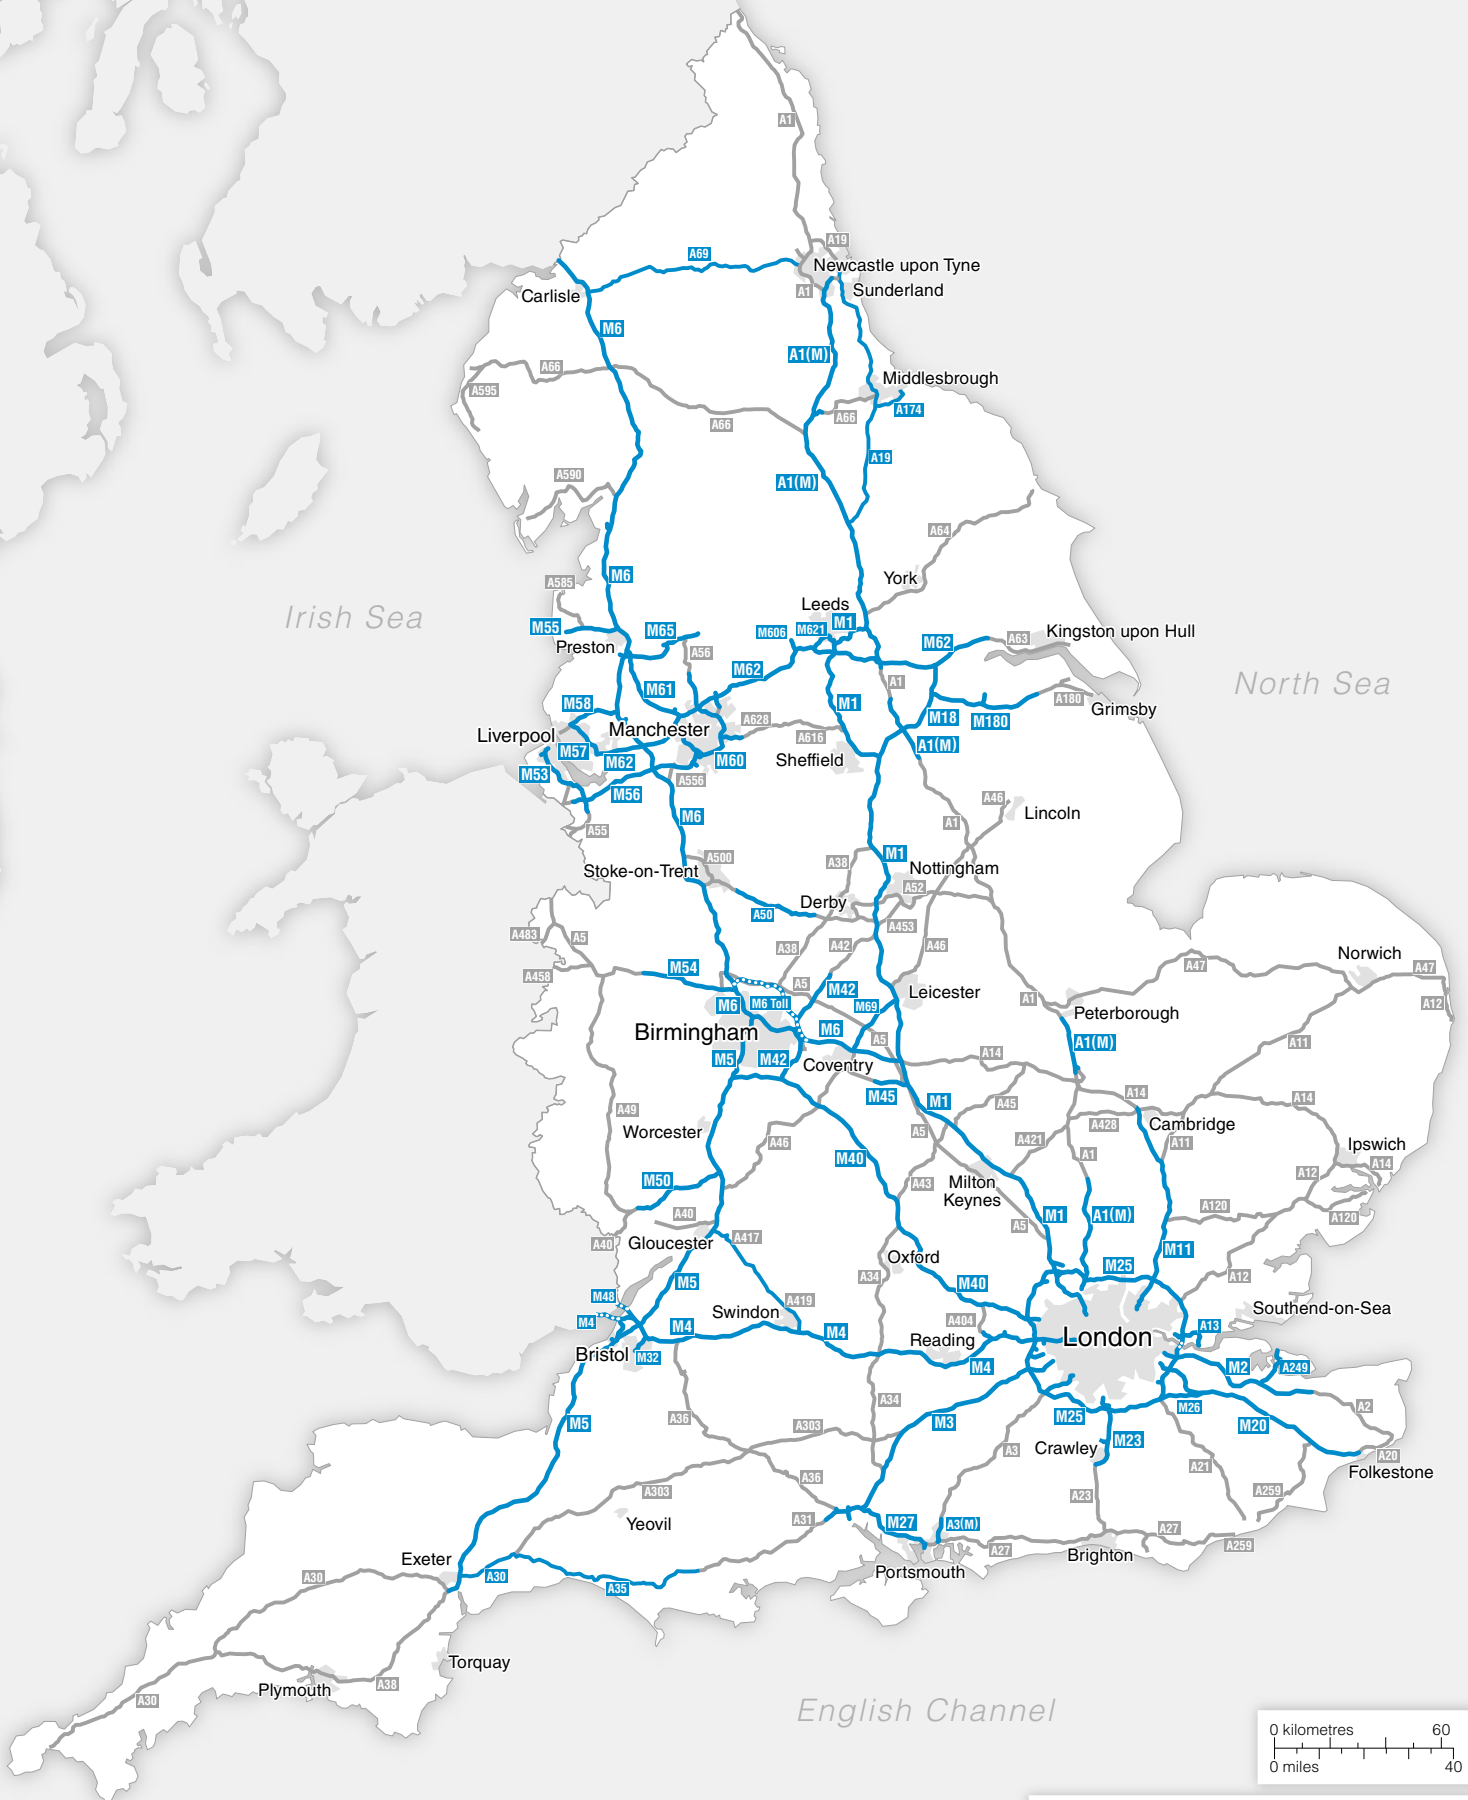 A1
A19
A69
Newcastle upon Tyne
Carlisle
A1
Sunderland
M6
A1(M)
A66
Middlesbrough
A595
A174
A66
A66
A19
A590
A1(M)
A64
M6
York
A585
Irish Sea
Leeds
M55
M65
M606
M621
M1
M62
A63
Kingston upon Hull
Preston
A56
M62
North Sea
M61
A1
M58
M1
A180
Grimsby
M18
M180
A628
Liverpool
Manchester
A616
A1(M)
M57
M62
M60
Sheffield
M53
A556
M56
A46
Lincoln
M6
A1
A55
A500
A38
M1
Nottingham
Stoke-on-Trent
A52
Derby
A50
A453
A483
A5
A38
A42
A46
Norwich
A458
M54
A47
A47
A5
M42
Leicester
A1
A12
M6
M6 Toll
M69
Peterborough
Birmingham
M6
A5
A1(M)
A11
M5
M42
Coventry
A14
M45
M1
A45
A14
A14
A49
A428
Cambridge
Worcester
A46
A5
A421
A11
Ipswich
M40
A1
A14
M50
A43
Milton
Keynes
A12
A40
A5
M1
A1(M)
A120
A120
Gloucester
A417
A40
Oxford
M11
M25
A34
A12
M5
M40
M48
A419
Southend-on-Sea
Swindon
M4
M4
M4
A404
A13
Reading
London
Bristol
M32
M4
M2
A249
A34
M26
A2
M5
A36
A303
M3
M25
M20
Crawley
M23
A3
A20
A21
Folkestone
A36
A303
A23
A259
Yeovil
A31
M27
A3(M)
A27
A259
Exeter
A27
Brighton
A30
A30
A35
Portsmouth
Torquay
Plymouth
A38
A30
English Channel
0 kilometres 60
0 miles 40